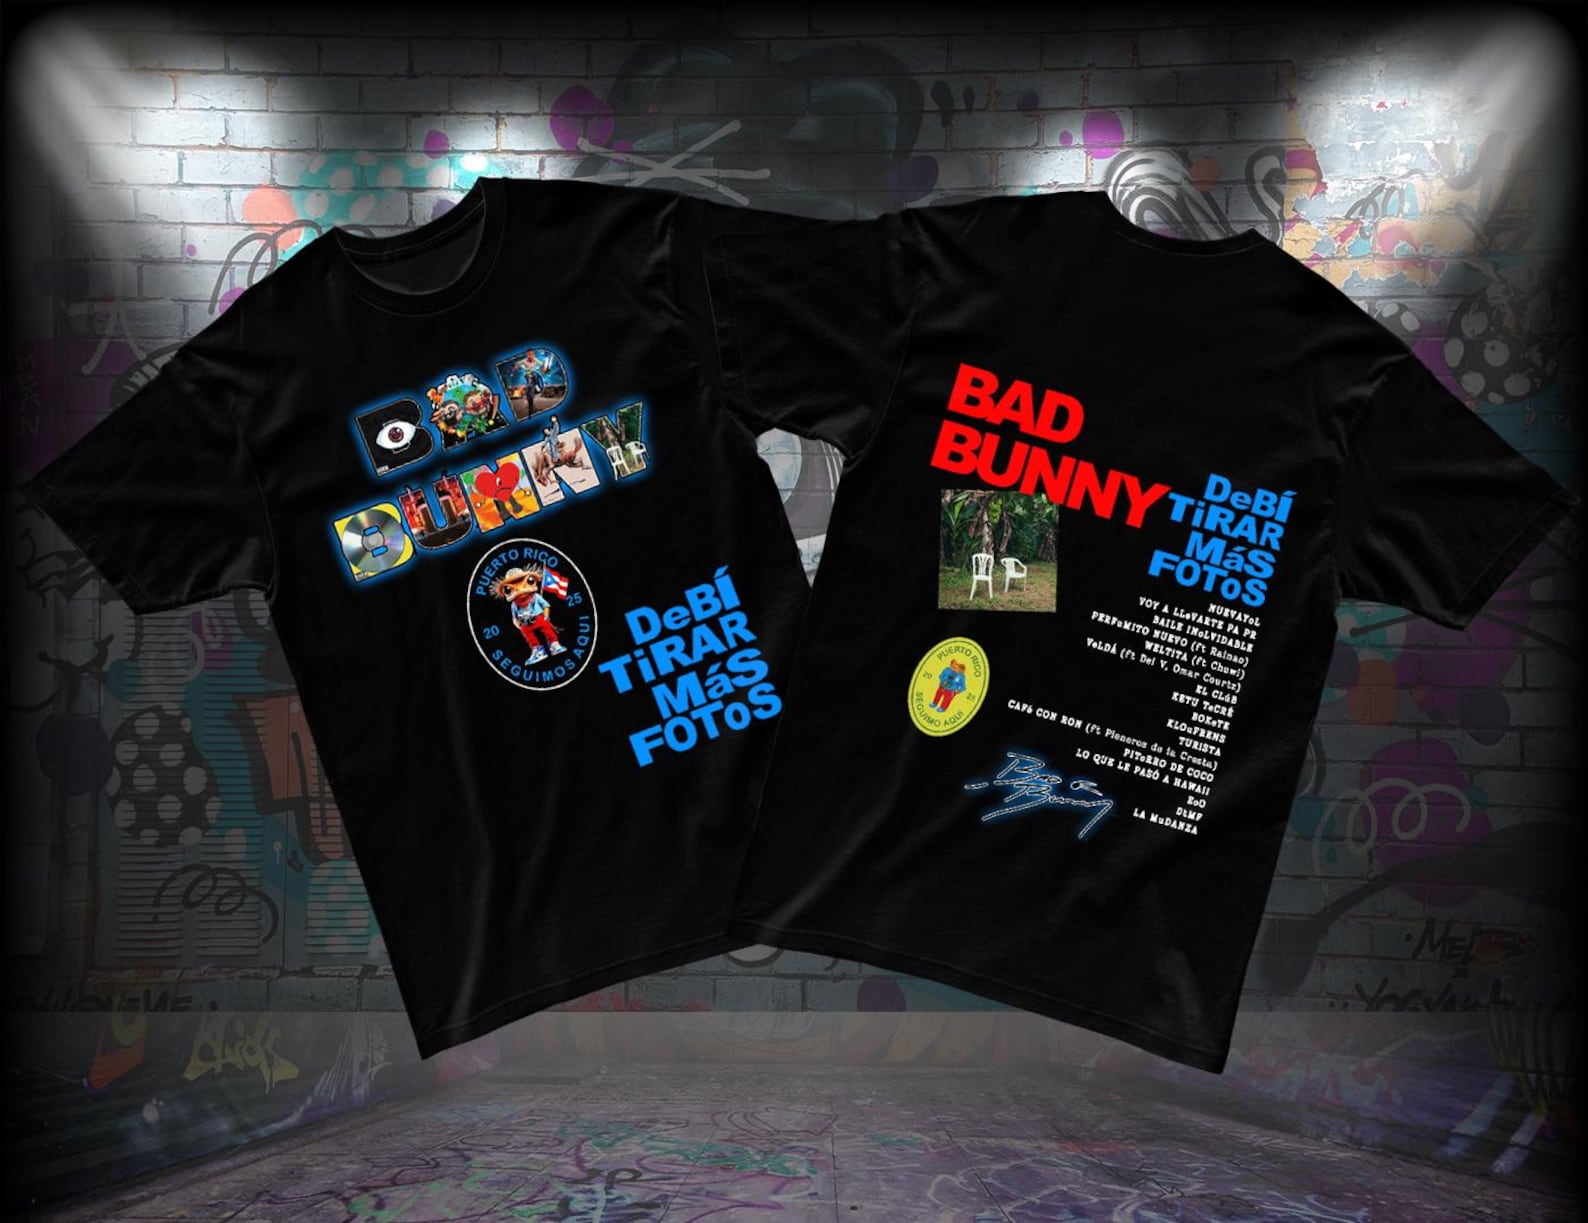 BAD
BUNNY
PUERTO RICO
20 25
SEGUIMOS AQUI
DeBÍ
TiRAR
MáS
FOToS
BAD
BUNNY
DeBÍ
TiRAR
MáS
FOToS
NUEVAYoL
VOY A LLeVARTE PA PR
BAILE INoLVIDABLE
PERFuMITO NUEVO (ft Rainao)
WELTiTA (ft Chuwi)
VeLDÁ (ft Dei V, Omar Courtz)
EL CLúB
KETU TeCRÉ
BOKeTE
KLOuFRENS
TURiSTA
CAFé CON RON (ft Pleneros de la Cresta)
PIToRRO DE COCO
LO QUE LE PASÓ A HAWAii
EoO
DtMF
LA MuDANZA
PUERTO RICO
20 25
SEGUIMO AQUI
Bad
Bunny
MEL